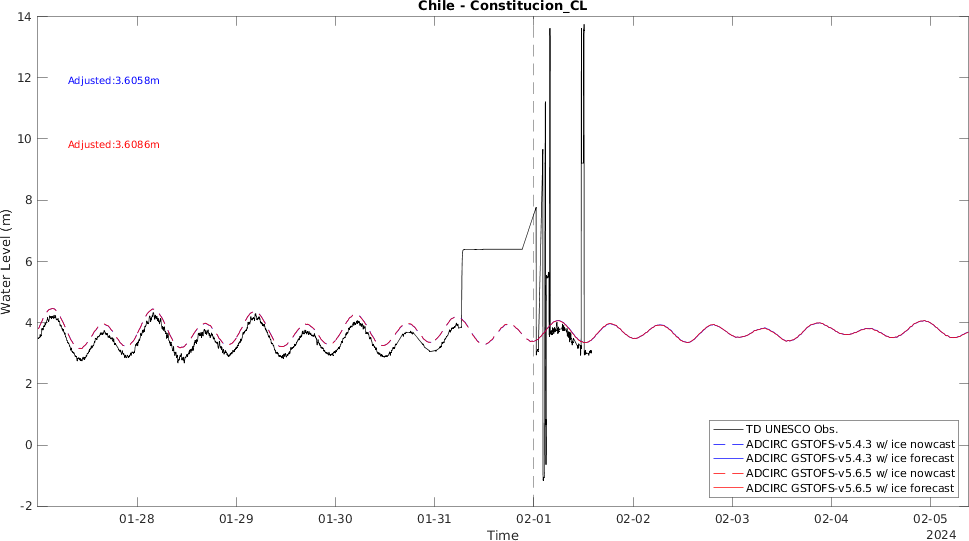 Chile - Constitucion_CL
14
12
10
8
6
4
2
0
-2
Water Level (m)
Adjusted:3.6058m
Adjusted:3.6086m
TD UNESCO Obs.
ADCIRC GSTOFS-v5.4.3 w/ ice nowcast
ADCIRC GSTOFS-v5.4.3 w/ ice forecast
ADCIRC GSTOFS-v5.6.5 w/ ice nowcast
ADCIRC GSTOFS-v5.6.5 w/ ice forecast
01-28 01-29 01-30 01-31 02-01 02-02 02-03 02-04 02-05
2024
Time